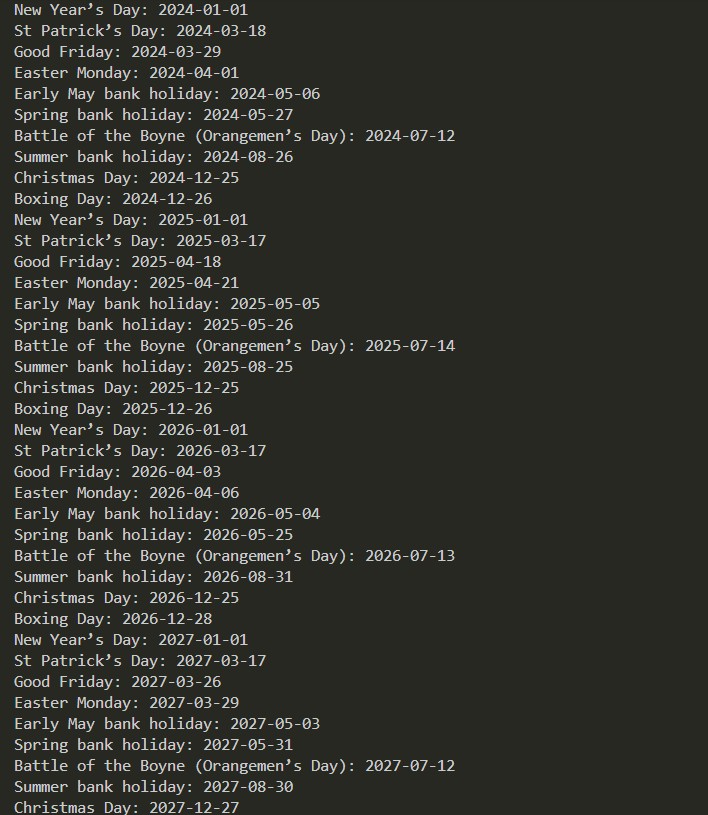 New Year’s Day: 2024-01-01
St Patrick’s Day: 2024-03-18
Good Friday: 2024-03-29
Easter Monday: 2024-04-01
Early May bank holiday: 2024-05-06
Spring bank holiday: 2024-05-27
Battle of the Boyne (Orangemen’s Day): 2024-07-12
Summer bank holiday: 2024-08-26
Christmas Day: 2024-12-25
Boxing Day: 2024-12-26
New Year’s Day: 2025-01-01
St Patrick’s Day: 2025-03-17
Good Friday: 2025-04-18
Easter Monday: 2025-04-21
Early May bank holiday: 2025-05-05
Spring bank holiday: 2025-05-26
Battle of the Boyne (Orangemen’s Day): 2025-07-14
Summer bank holiday: 2025-08-25
Christmas Day: 2025-12-25
Boxing Day: 2025-12-26
New Year’s Day: 2026-01-01
St Patrick’s Day: 2026-03-17
Good Friday: 2026-04-03
Easter Monday: 2026-04-06
Early May bank holiday: 2026-05-04
Spring bank holiday: 2026-05-25
Battle of the Boyne (Orangemen’s Day): 2026-07-13
Summer bank holiday: 2026-08-31
Christmas Day: 2026-12-25
Boxing Day: 2026-12-28
New Year’s Day: 2027-01-01
St Patrick’s Day: 2027-03-17
Good Friday: 2027-03-26
Easter Monday: 2027-03-29
Early May bank holiday: 2027-05-03
Spring bank holiday: 2027-05-31
Battle of the Boyne (Orangemen’s Day): 2027-07-12
Summer bank holiday: 2027-08-30
Christmas Day: 2027-12-27